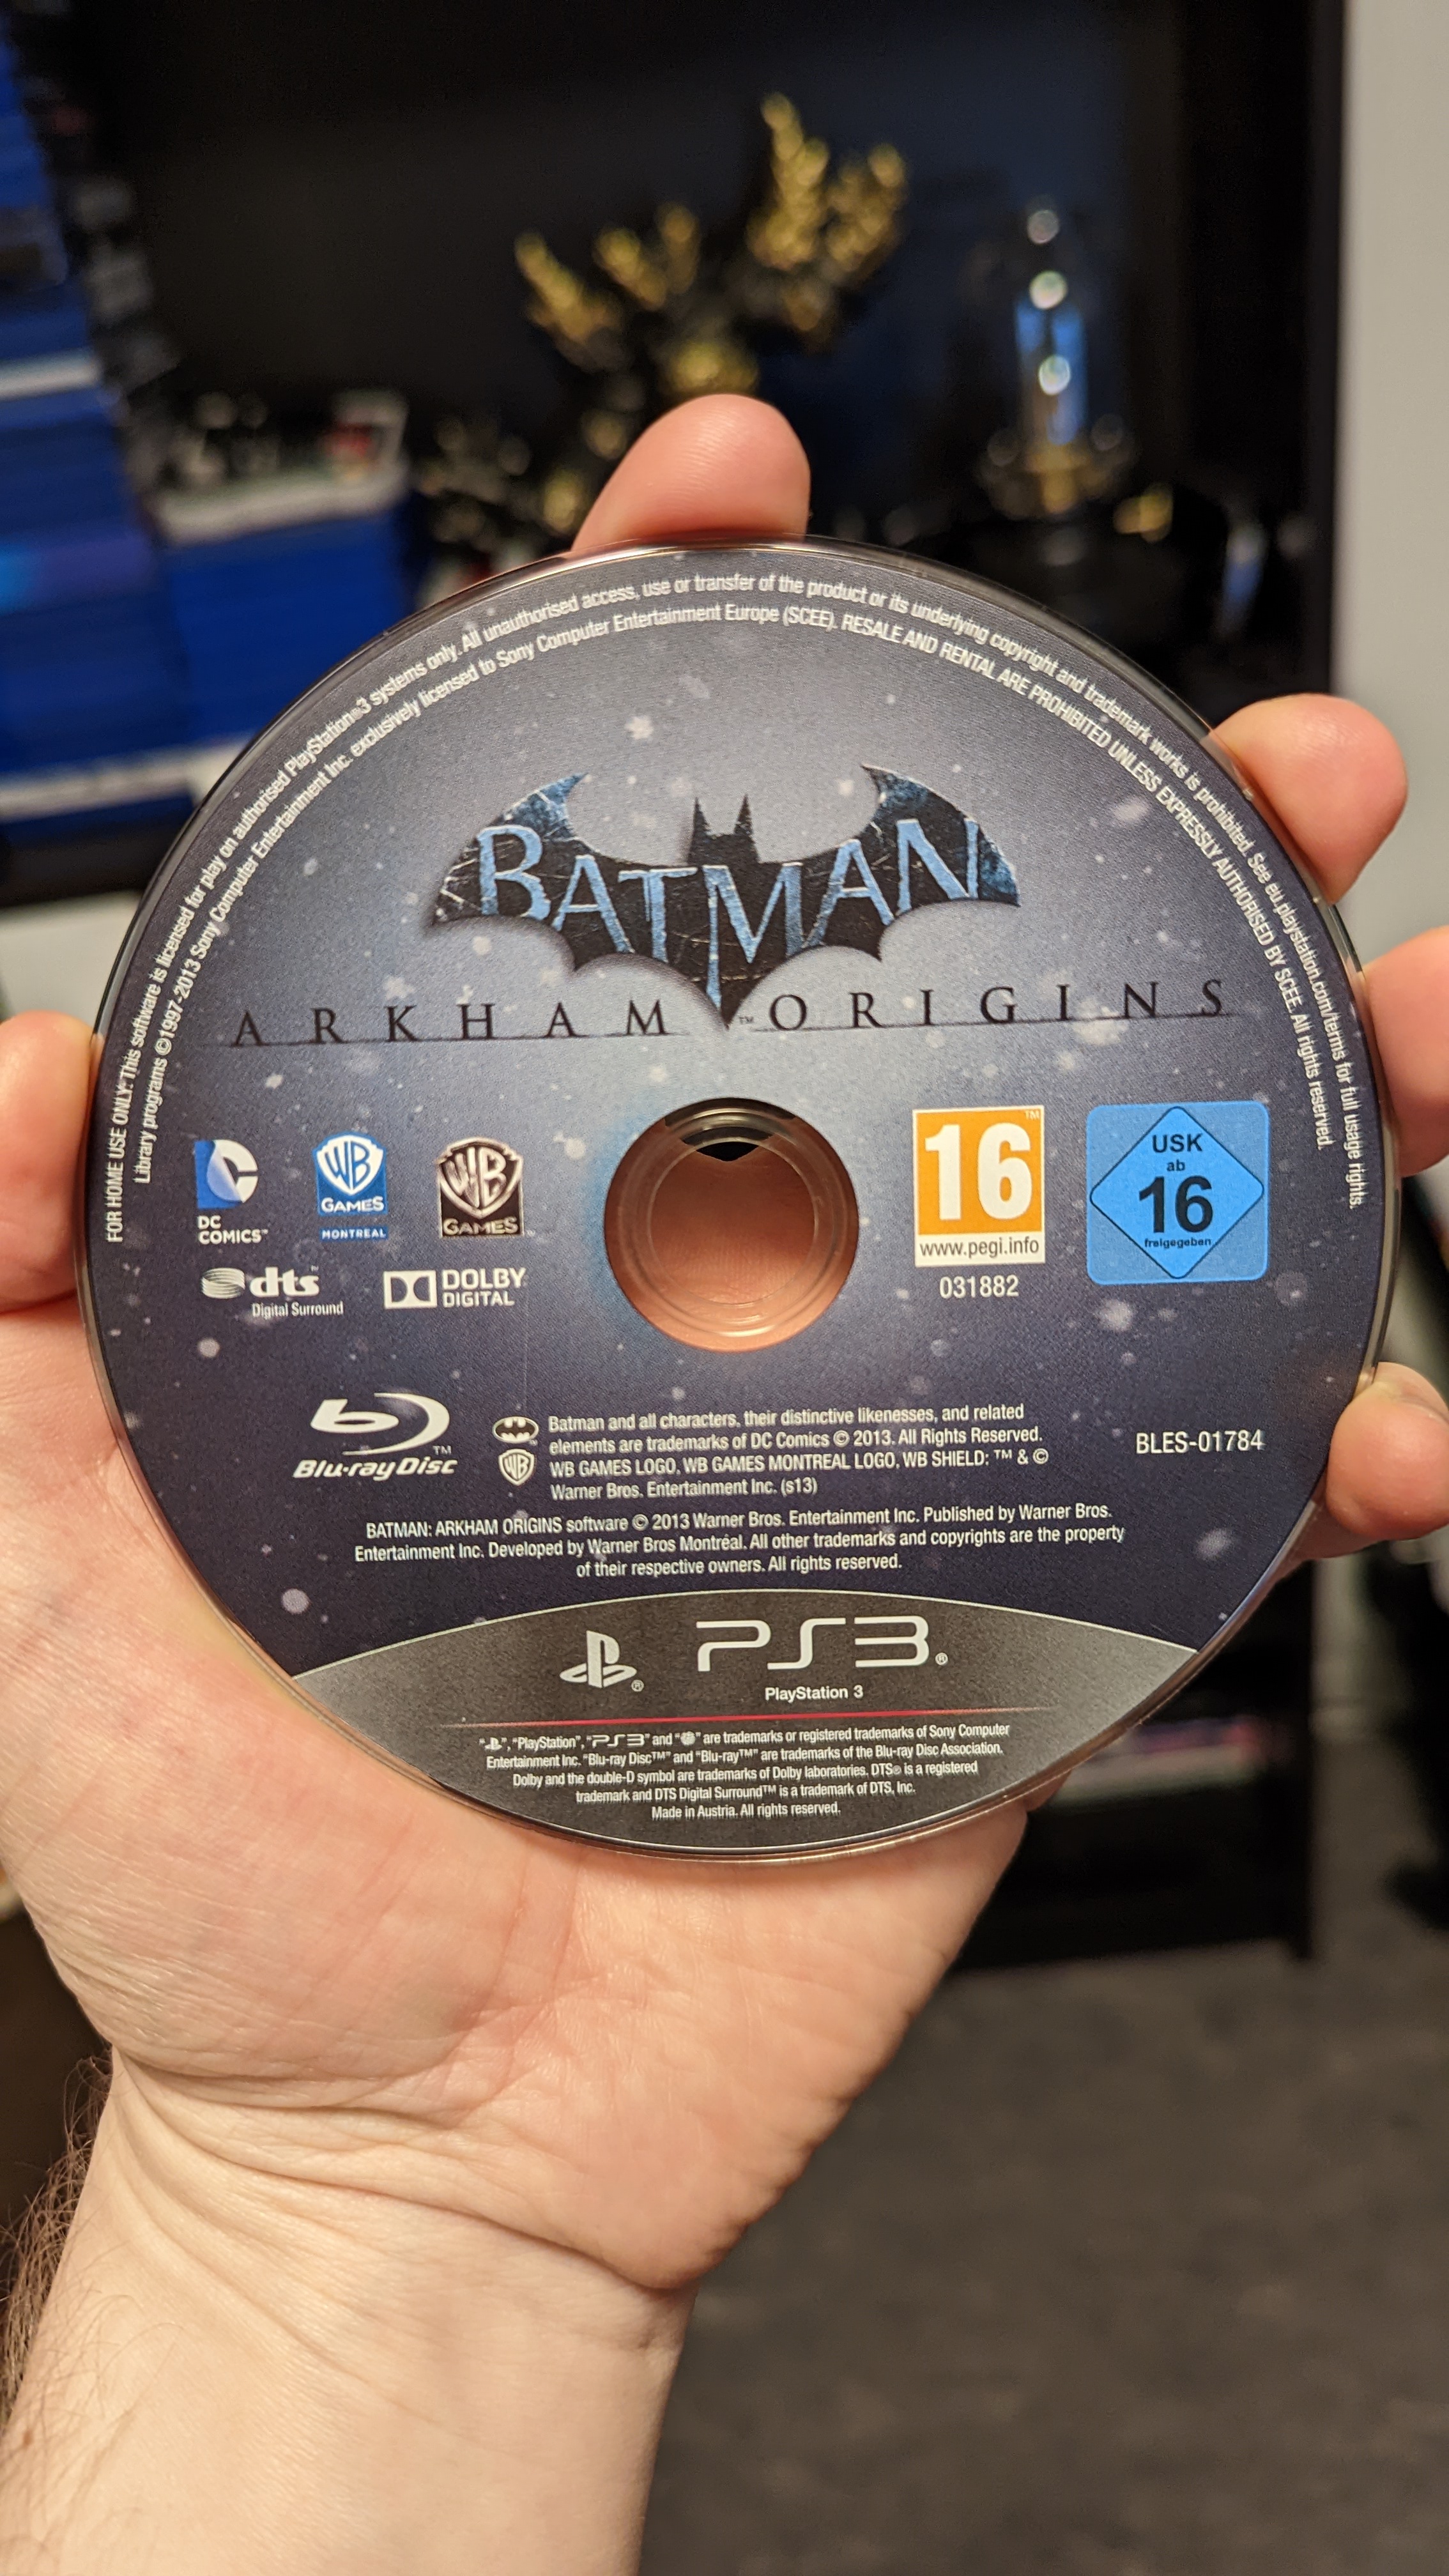 FOR HOME USE ONLY: This software is licensed for play on authorised PlayStation®3 systems only. All unauthorised access, use or transfer of the product or its underlying copyright and trademark works is prohibited. See eu.playstation.com/terms for full usage rights.
Library programs ©1997-2013 Sony Computer Entertainment Inc. exclusively licensed to Sony Computer Entertainment Europe (SCEE). RESALE AND RENTAL ARE PROHIBITED UNLESS EXPRESSLY AUTHORISED BY SCEE. All rights reserved.
BATMAN
ARKHAM™ORIGINS
DC
COMICS™
WB
GAMES
MONTREAL
WB
GAMES™
16™
www.pegi.info
031882
USK
ab
16
freigegeben
dts™
Digital Surround
DOLBY
DIGITAL
Blu-ray Disc™
Batman and all characters, their distinctive likenesses, and related
elements are trademarks of DC Comics © 2013. All Rights Reserved.
WB GAMES LOGO, WB GAMES MONTREAL LOGO, WB SHIELD: ™ & ©
Warner Bros. Entertainment Inc. (s13)
WB
BLES-01784
BATMAN: ARKHAM ORIGINS software © 2013 Warner Bros. Entertainment Inc. Published by Warner Bros.
Entertainment Inc. Developed by Warner Bros Montréal. All other trademarks and copyrights are the property
of their respective owners. All rights reserved.
PS3®
PlayStation 3
“ ”, “PlayStation”, “PS3” and “ ” are trademarks or registered trademarks of Sony Computer
Entertainment Inc. “Blu-ray Disc™” and “Blu-ray™” are trademarks of the Blu-ray Disc Association.
Dolby and the double-D symbol are trademarks of Dolby laboratories. DTS® is a registered
trademark and DTS Digital Surround™ is a trademark of DTS, Inc.
Made in Austria. All rights reserved.